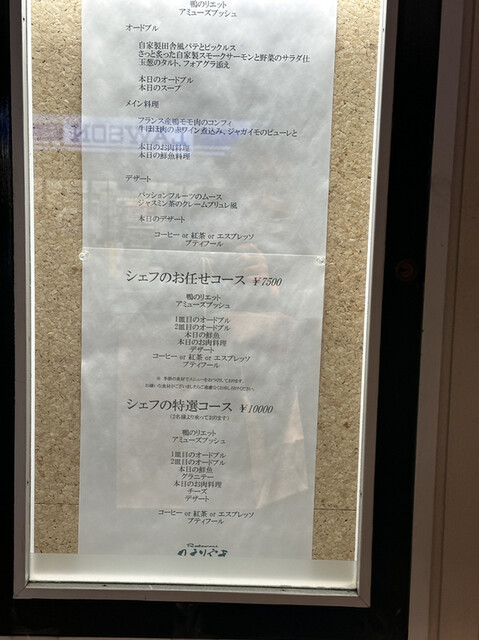 鴨のリエット
アミューズブッシュ
オードブル
自家製田舎風パテとピックルス
さっと炙った自家製スモークサーモンと野菜のサラダ仕
玉葱のタルト、フォアグラ添え
本日のオードブル
本日のスープ
メイン料理
フランス産鴨モモ肉のコンフィ
牛ほほ肉の赤ワイン煮込み、ジャガイモのピューレと
本日のお肉料理
本日の鮮魚料理
デザート
パッションフルーツのムース
ジャスミン茶のクレームブリュレ風
本日のデザート
コーヒー or 紅茶 or エスプレッソ
プティフール
シェフのお任せコース ¥7500
鴨のリエット
アミューズブッシュ
1皿目のオードブル
2皿目のオードブル
本日の鮮魚
本日のお肉料理
デザート
コーヒー or 紅茶 or エスプレッソ
プティフール
シェフの特選コース ¥10000
(2名様より承っております)
鴨のリエット
アミューズブッシュ
1皿目のオードブル
2皿目のオードブル
本日の鮮魚
グラニテー
本日のお肉料理
チーズ
デザート
コーヒー or 紅茶 or エスプレッソ
プティフール